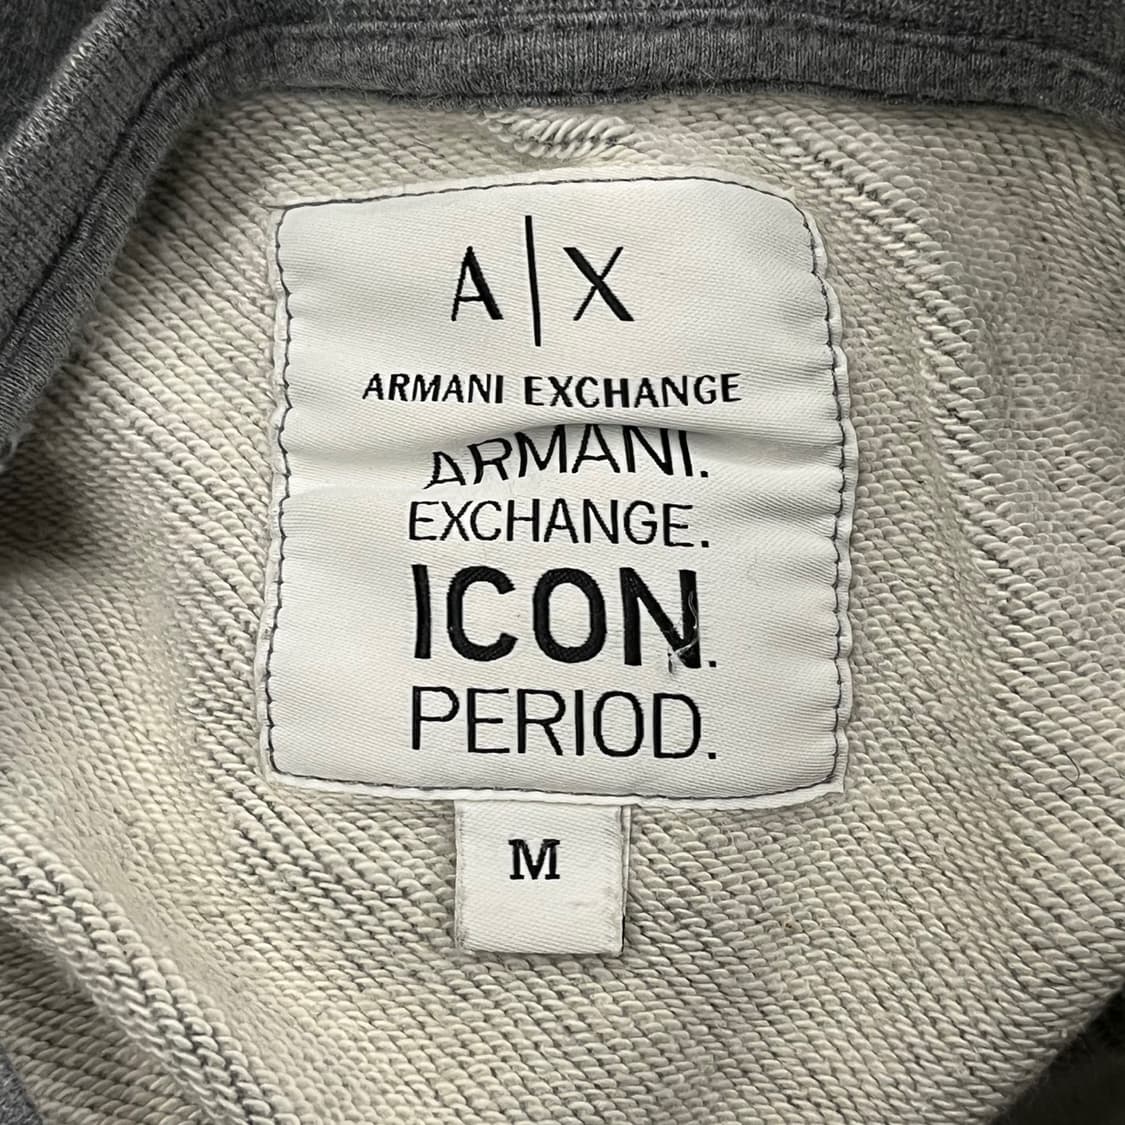 A|X
ARMANI EXCHANGE
ARMANI.
EXCHANGE.
ICON.
PERIOD.
M